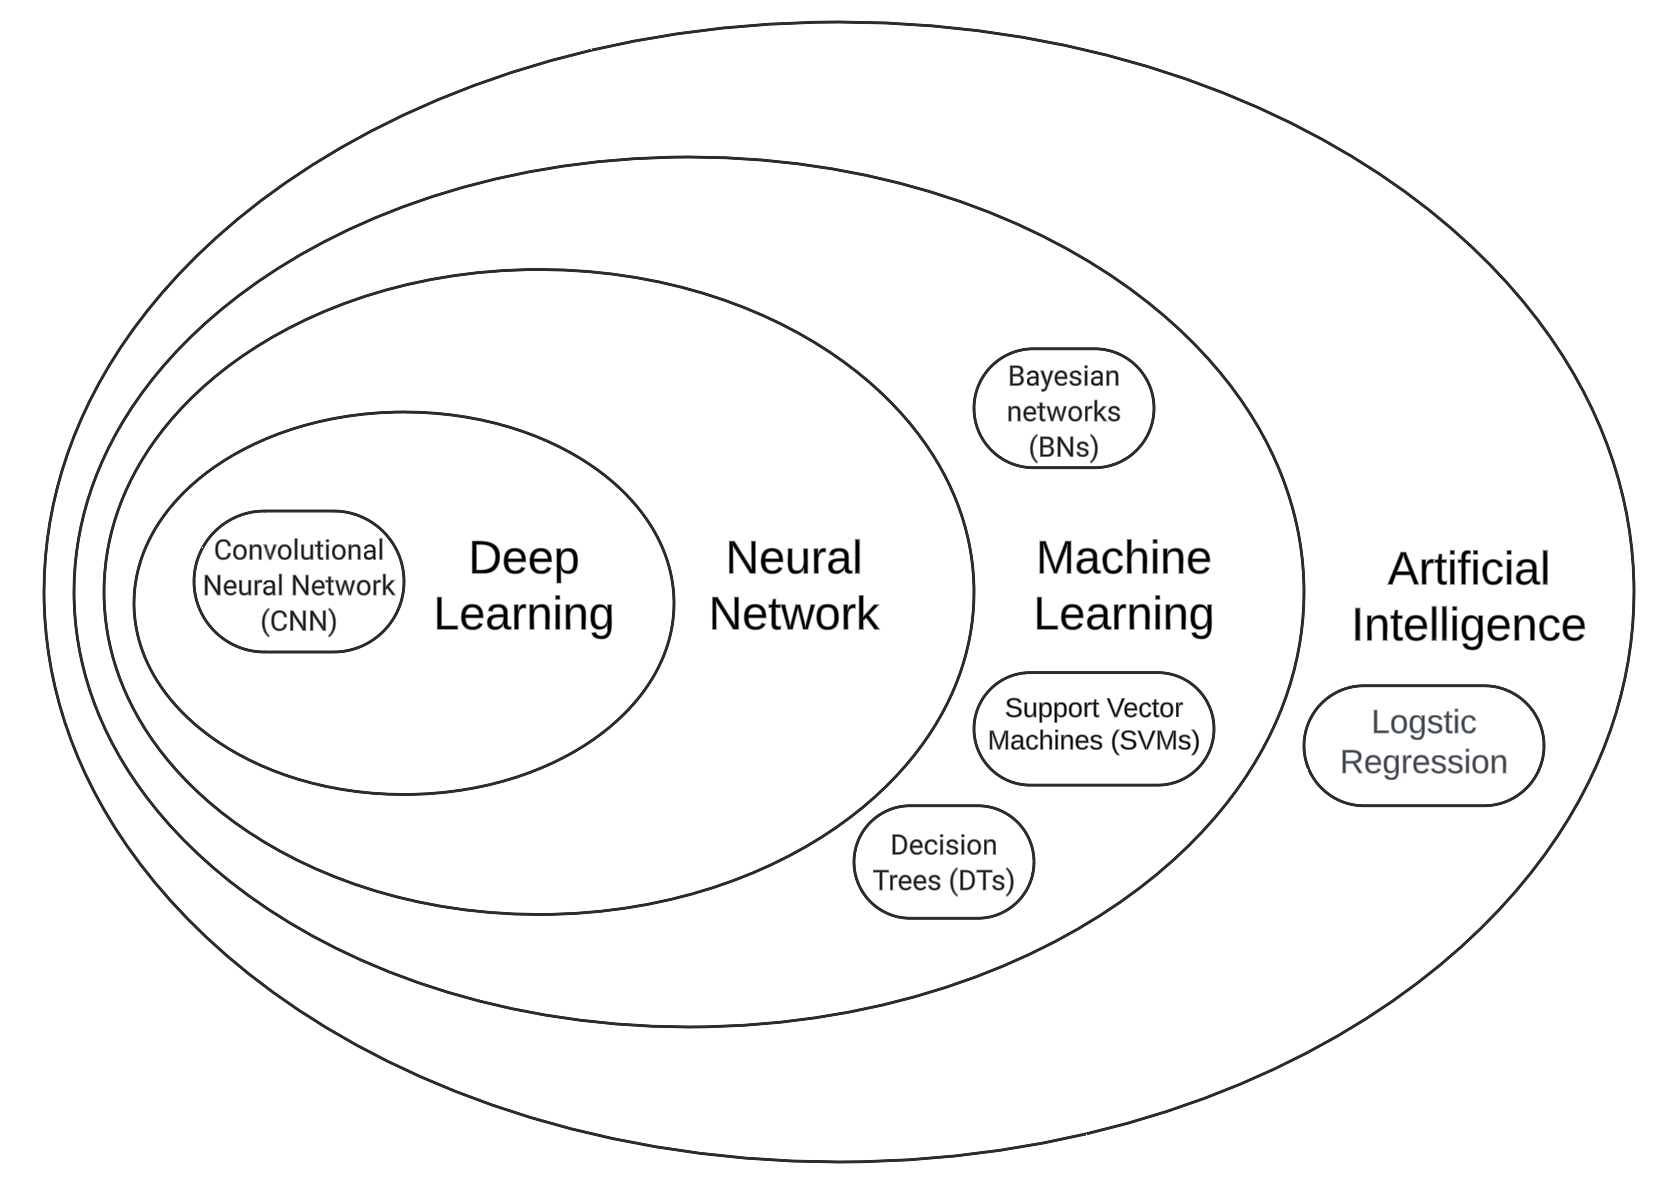 Bayesian
networks
(BNs)
Convolutional
Neural Network
(CNN)
Deep
Learning
Neural
Network
Machine
Learning
Artificial
Intelligence
Support Vector
Machines (SVMs)
Logstic
Regression
Decision
Trees (DTs)